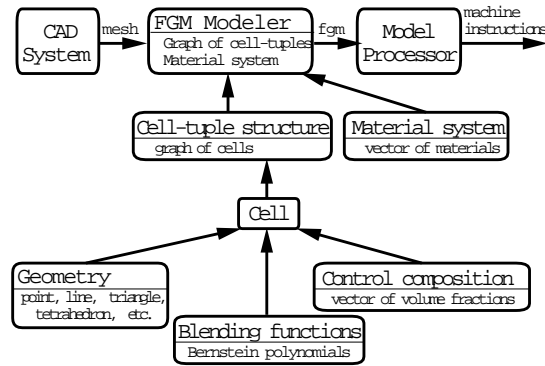 CAD
System
mesh
FGM Modeler
Graph of cell-tuples
Material system
fgm
Model
Processor
machine
instructions
Cell-tuple structure
graph of cells
Material system
vector of materials
Cell
Geometry
point, line, triangle,
tetrahedron, etc.
Control composition
vector of volume fractions
Blending functions
Bernstein polynomials